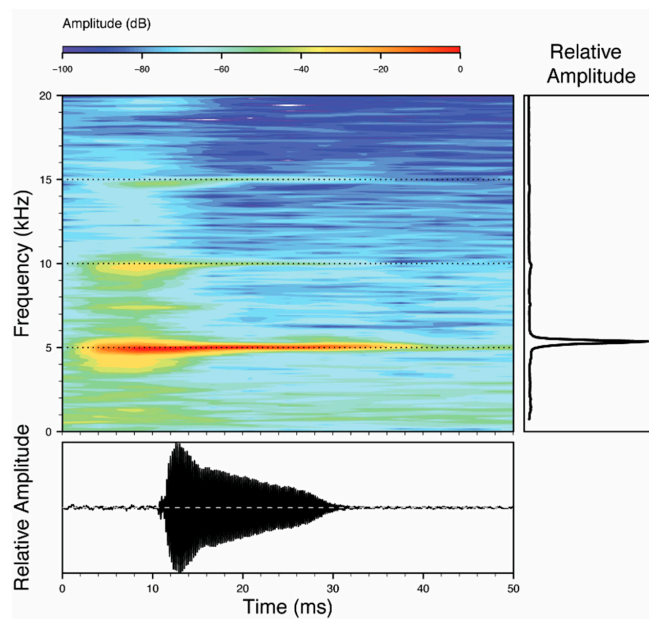 Amplitude (dB)
−100 −80 −60 −40 −20 0
Relative
Amplitude
20
15
10
5
0
Frequency (kHz)
Relative Amplitude
0 10 20 30 40 50
Time (ms)